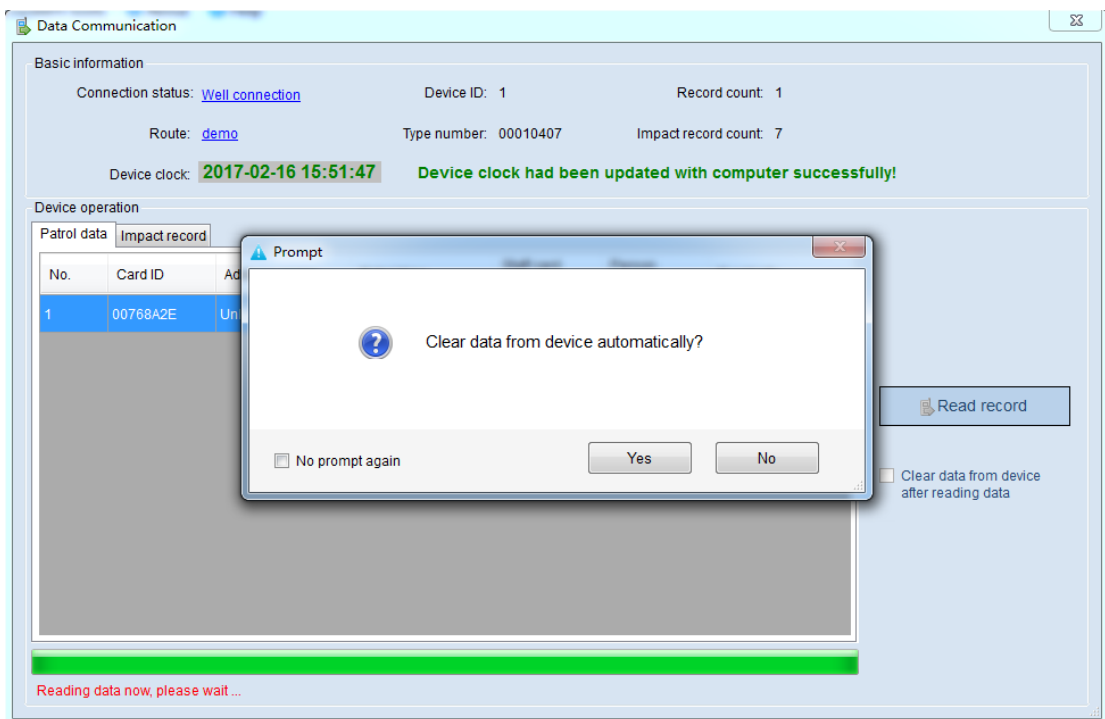 Data Communication
Basic information
Connection status: Well connection Device ID: 1 Record count: 1
Route: demo Type number: 00010407 Impact record count: 7
Device clock: 2017-02-16 15:51:47 Device clock had been updated with computer successfully!
Device operation
Patrol data Impact record
No. Card ID Ad
1 00768A2E Un
Prompt
Clear data from device automatically?
No prompt again Yes No
Read record
Clear data from device
after reading data
Reading data now, please wait ...